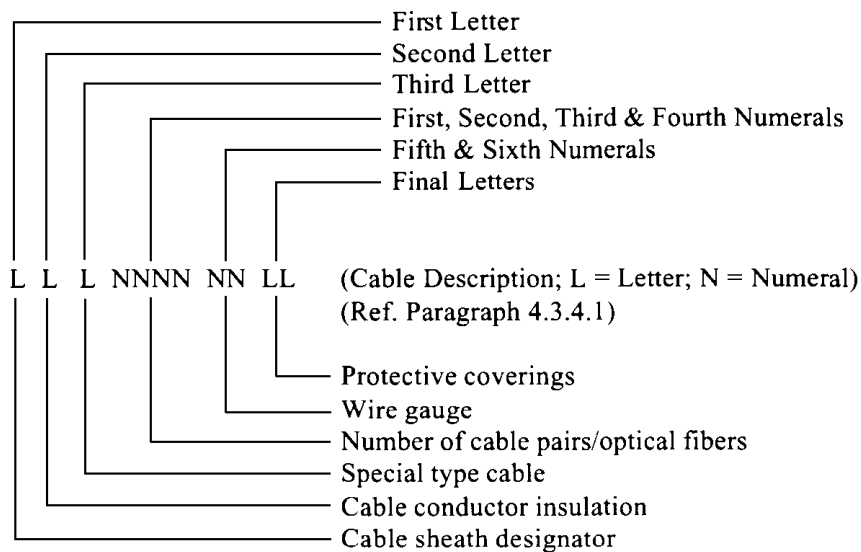 First Letter
Second Letter
Third Letter
First, Second, Third & Fourth Numerals
Fifth & Sixth Numerals
Final Letters
L L L NNNN NN LL (Cable Description; L = Letter; N = Numeral)
(Ref. Paragraph 4.3.4.1)
Protective coverings
Wire gauge
Number of cable pairs/optical fibers
Special type cable
Cable conductor insulation
Cable sheath designator